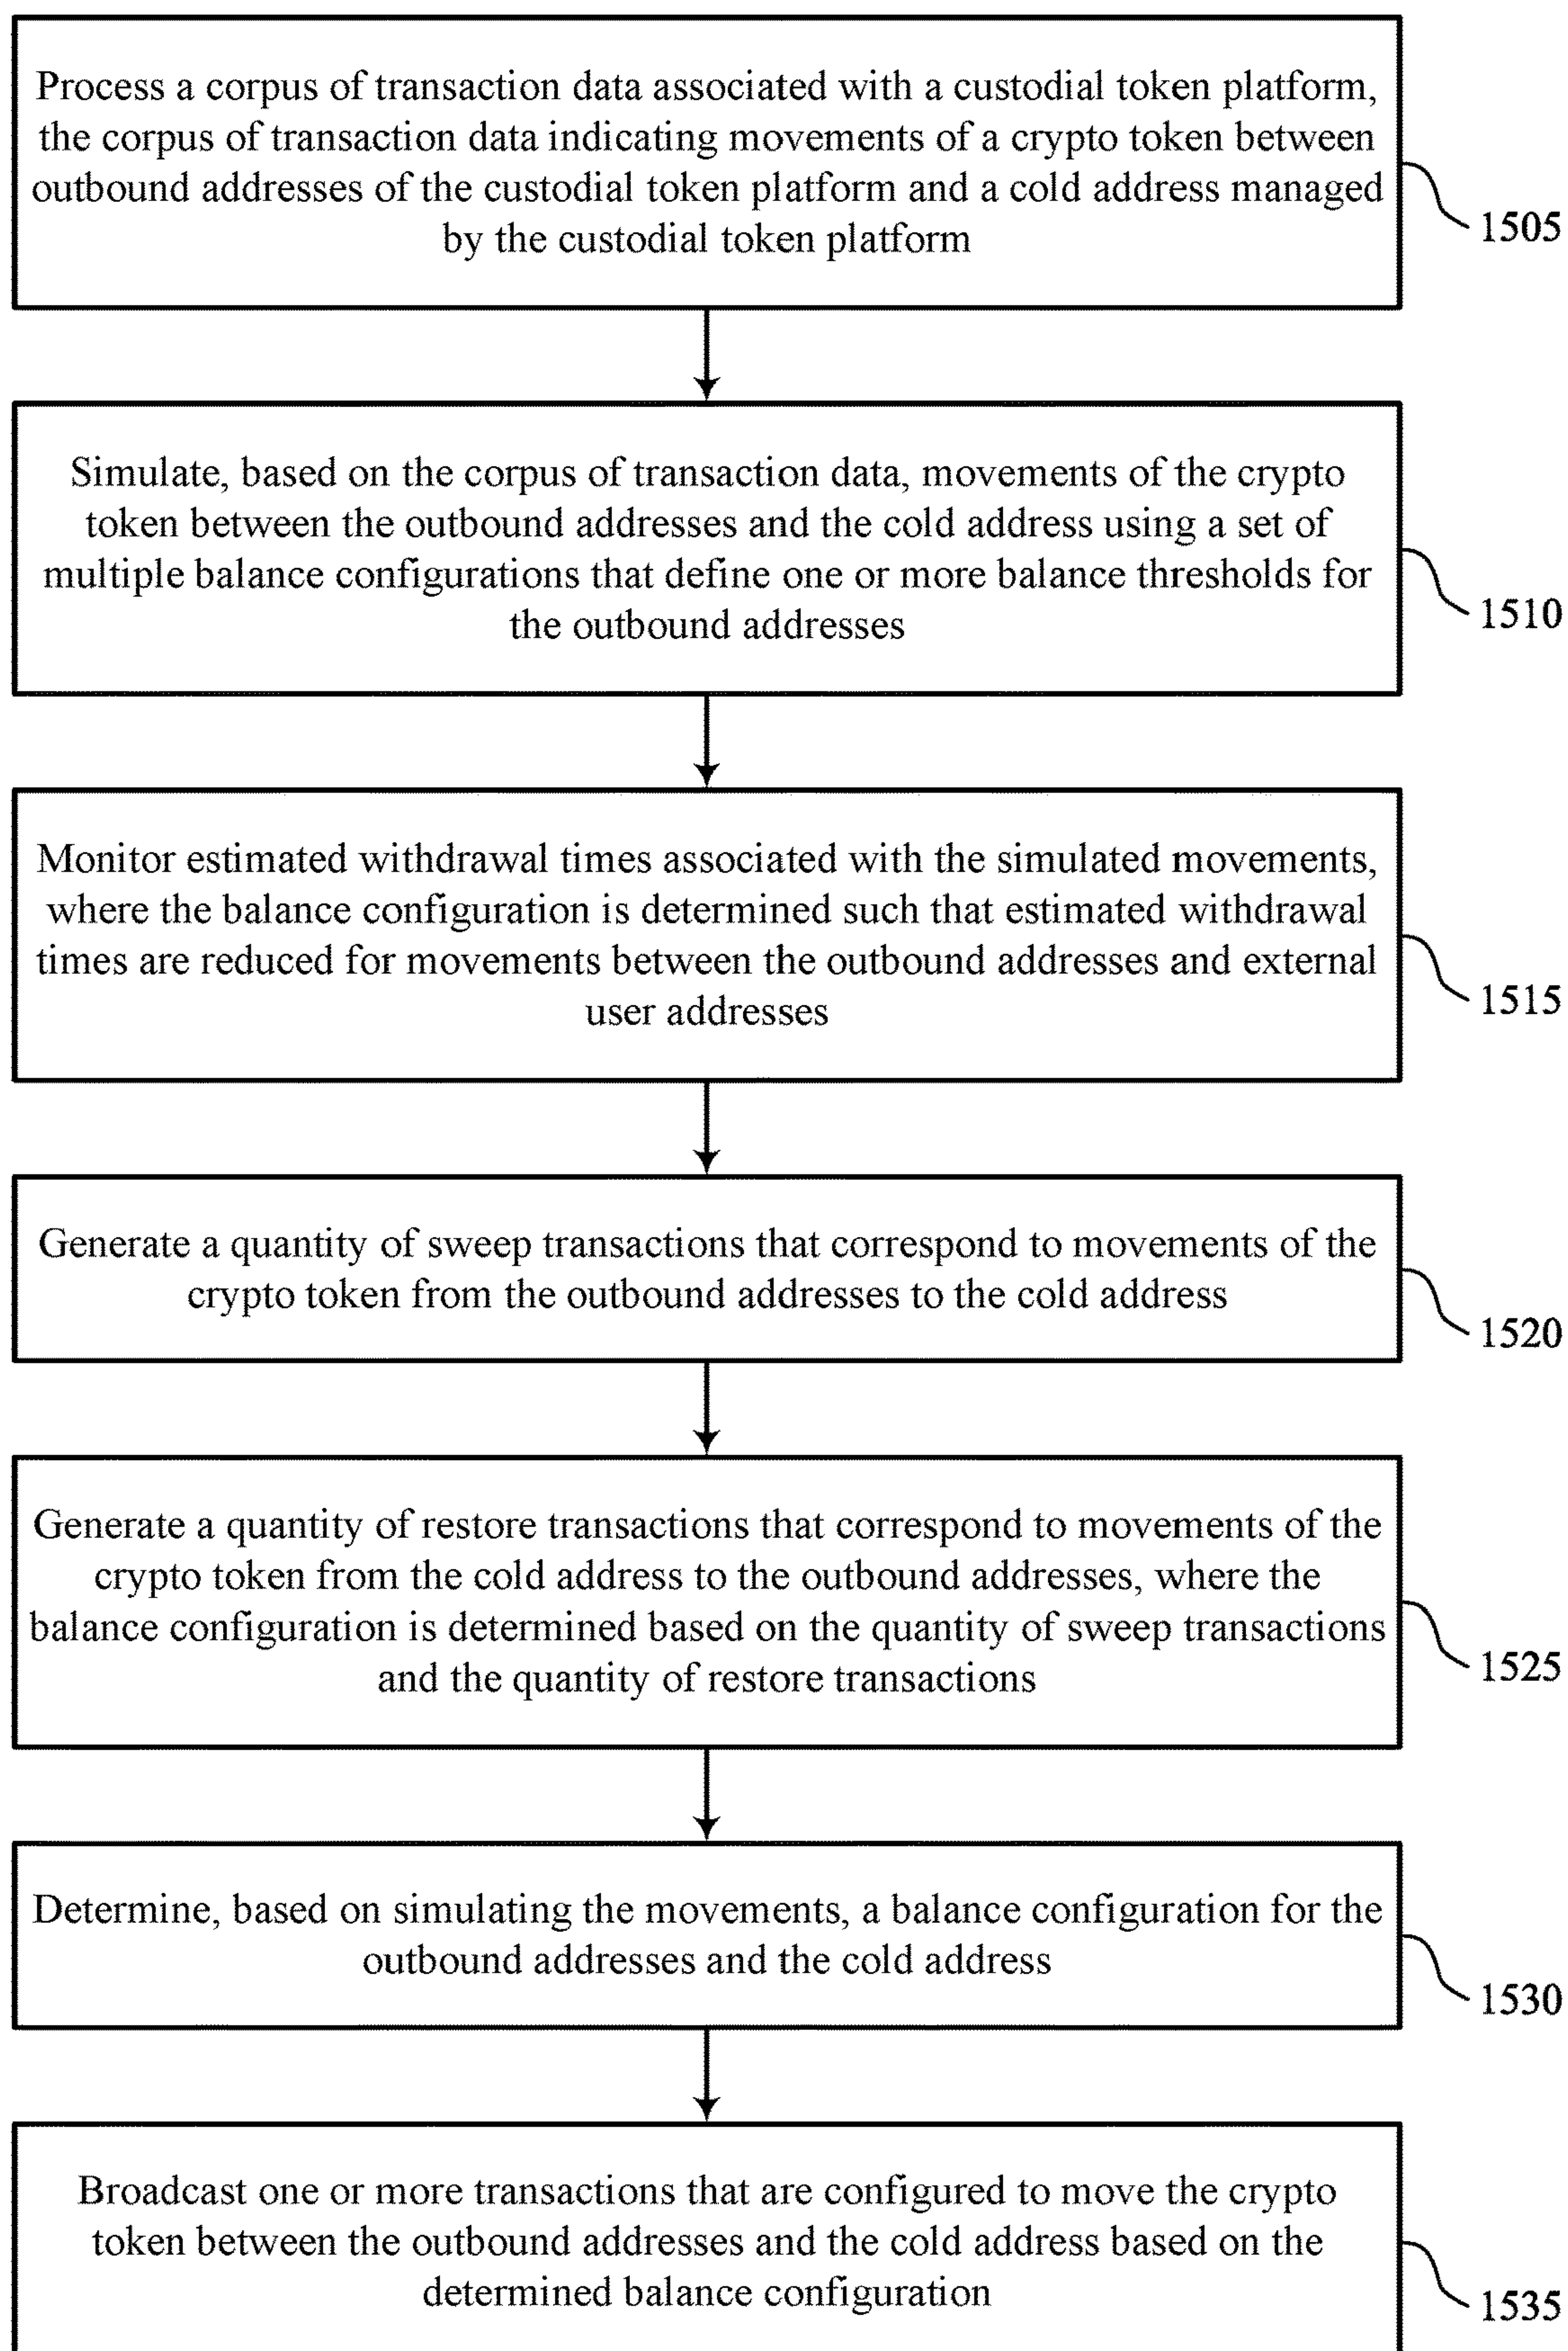 Process a corpus of transaction data associated with a custodial token platform,
the corpus of transaction data indicating movements of a crypto token between
outbound addresses of the custodial token platform and a cold address managed
by the custodial token platform
1505
Simulate, based on the corpus of transaction data, movements of the crypto
token between the outbound addresses and the cold address using a set of
multiple balance configurations that define one or more balance thresholds for
the outbound addresses
1510
Monitor estimated withdrawal times associated with the simulated movements,
where the balance configuration is determined such that estimated withdrawal
times are reduced for movements between the outbound addresses and external
user addresses
1515
Generate a quantity of sweep transactions that correspond to movements of the
crypto token from the outbound addresses to the cold address
1520
Generate a quantity of restore transactions that correspond to movements of the
crypto token from the cold address to the outbound addresses, where the
balance configuration is determined based on the quantity of sweep transactions
and the quantity of restore transactions
1525
Determine, based on simulating the movements, a balance configuration for the
outbound addresses and the cold address
1530
Broadcast one or more transactions that are configured to move the crypto
token between the outbound addresses and the cold address based on the
determined balance configuration
1535